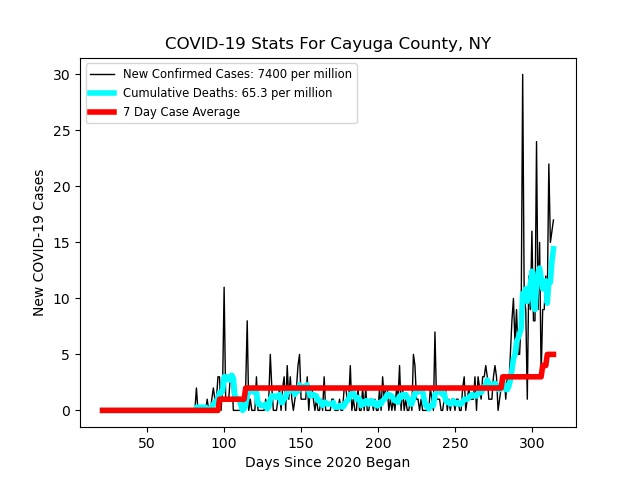 COVID-19 Stats For Cayuga County, NY
New Confirmed Cases: 7400 per million
Cumulative Deaths: 65.3 per million
7 Day Case Average
New COVID-19 Cases
30
25
20
15
10
5
0
50 100 150 200 250 300
Days Since 2020 Began